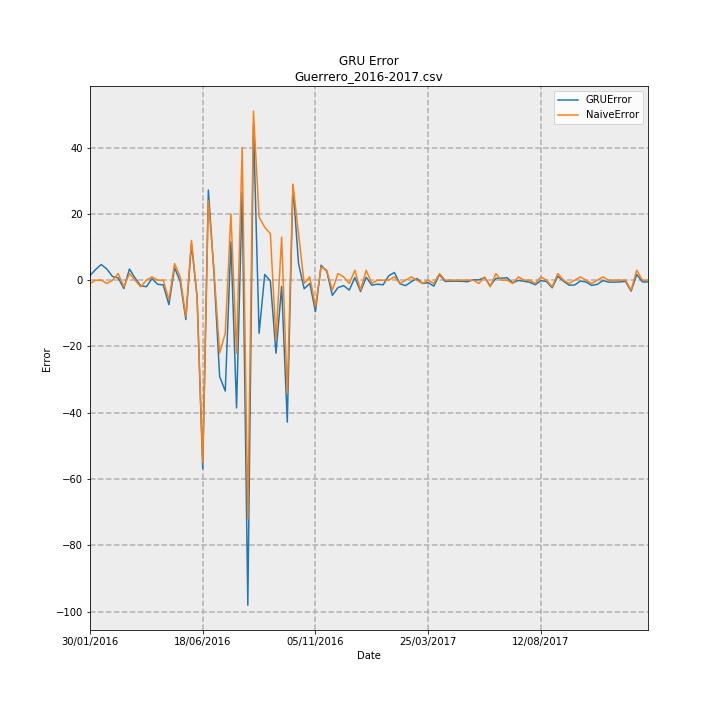 GRU Error
Guerrero_2016-2017.csv
GRUError
NaiveError
40
20
0
−20
−40
−60
−80
−100
Error
30/01/2016
18/06/2016
05/11/2016
25/03/2017
12/08/2017
Date